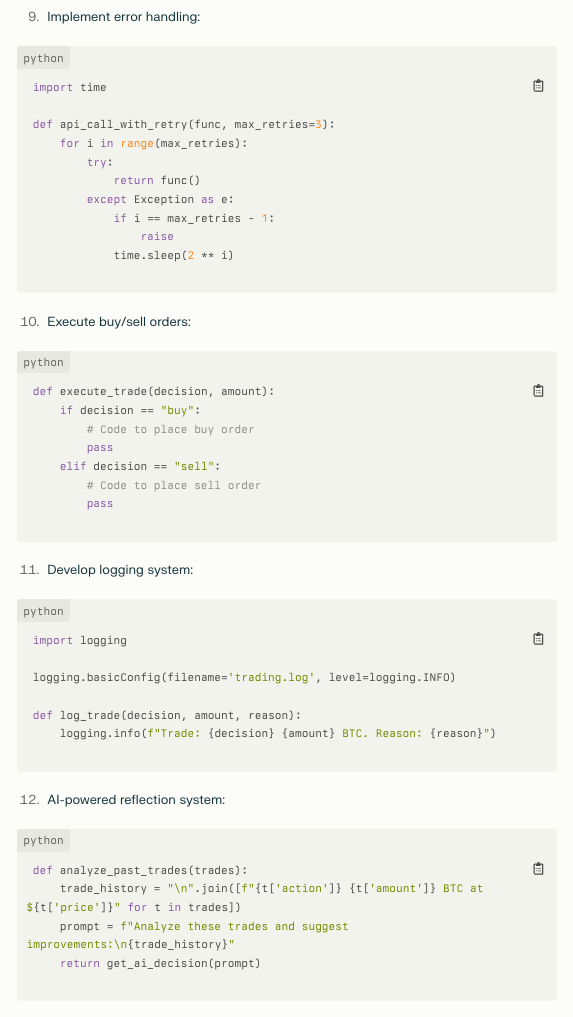 9. Implement error handling:
python
import time
def api_call_with_retry(func, max_retries=3):
    for i in range(max_retries):
        try:
            return func()
        except Exception as e:
            if i == max_retries - 1:
                raise
            time.sleep(2 ** i)
10. Execute buy/sell orders:
python
def execute_trade(decision, amount):
    if decision == "buy":
        # Code to place buy order
        pass
    elif decision == "sell":
        # Code to place sell order
        pass
11. Develop logging system:
python
import logging
logging.basicConfig(filename='trading.log', level=logging.INFO)
def log_trade(decision, amount, reason):
    logging.info(f"Trade: {decision} {amount} BTC. Reason: {reason}")
12. AI-powered reflection system:
python
def analyze_past_trades(trades):
    trade_history = "\n".join([f"{t['action']} {t['amount']} BTC at
${t['price']}" for t in trades])
    prompt = f"Analyze these trades and suggest
improvements:\n{trade_history}"
    return get_ai_decision(prompt)